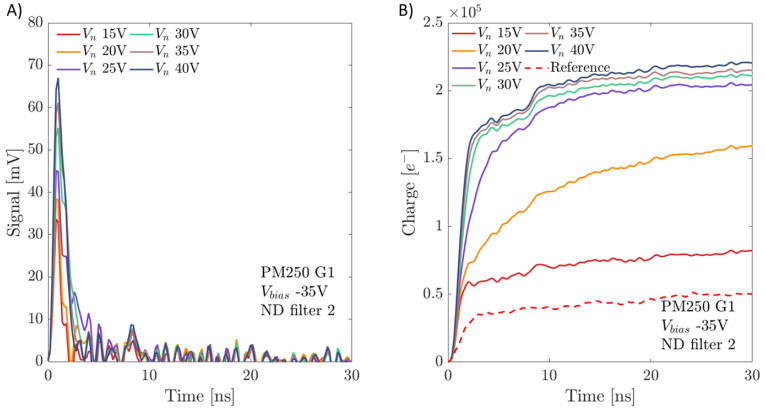 A)
80
70
60
50
40
30
20
10
0
Signal [mV]
V_n 15V V_n 30V
V_n 20V V_n 35V
V_n 25V V_n 40V
PM250 G1
V_bias -35V
ND filter 2
0 10 20 30
Time [ns]
B)
×10⁵
2.5
2
1.5
1
0.5
0
Charge [e⁻]
V_n 15V V_n 35V
V_n 20V V_n 40V
V_n 25V Reference
V_n 30V
PM250 G1
V_bias -35V
ND filter 2
0 10 20 30
Time [ns]